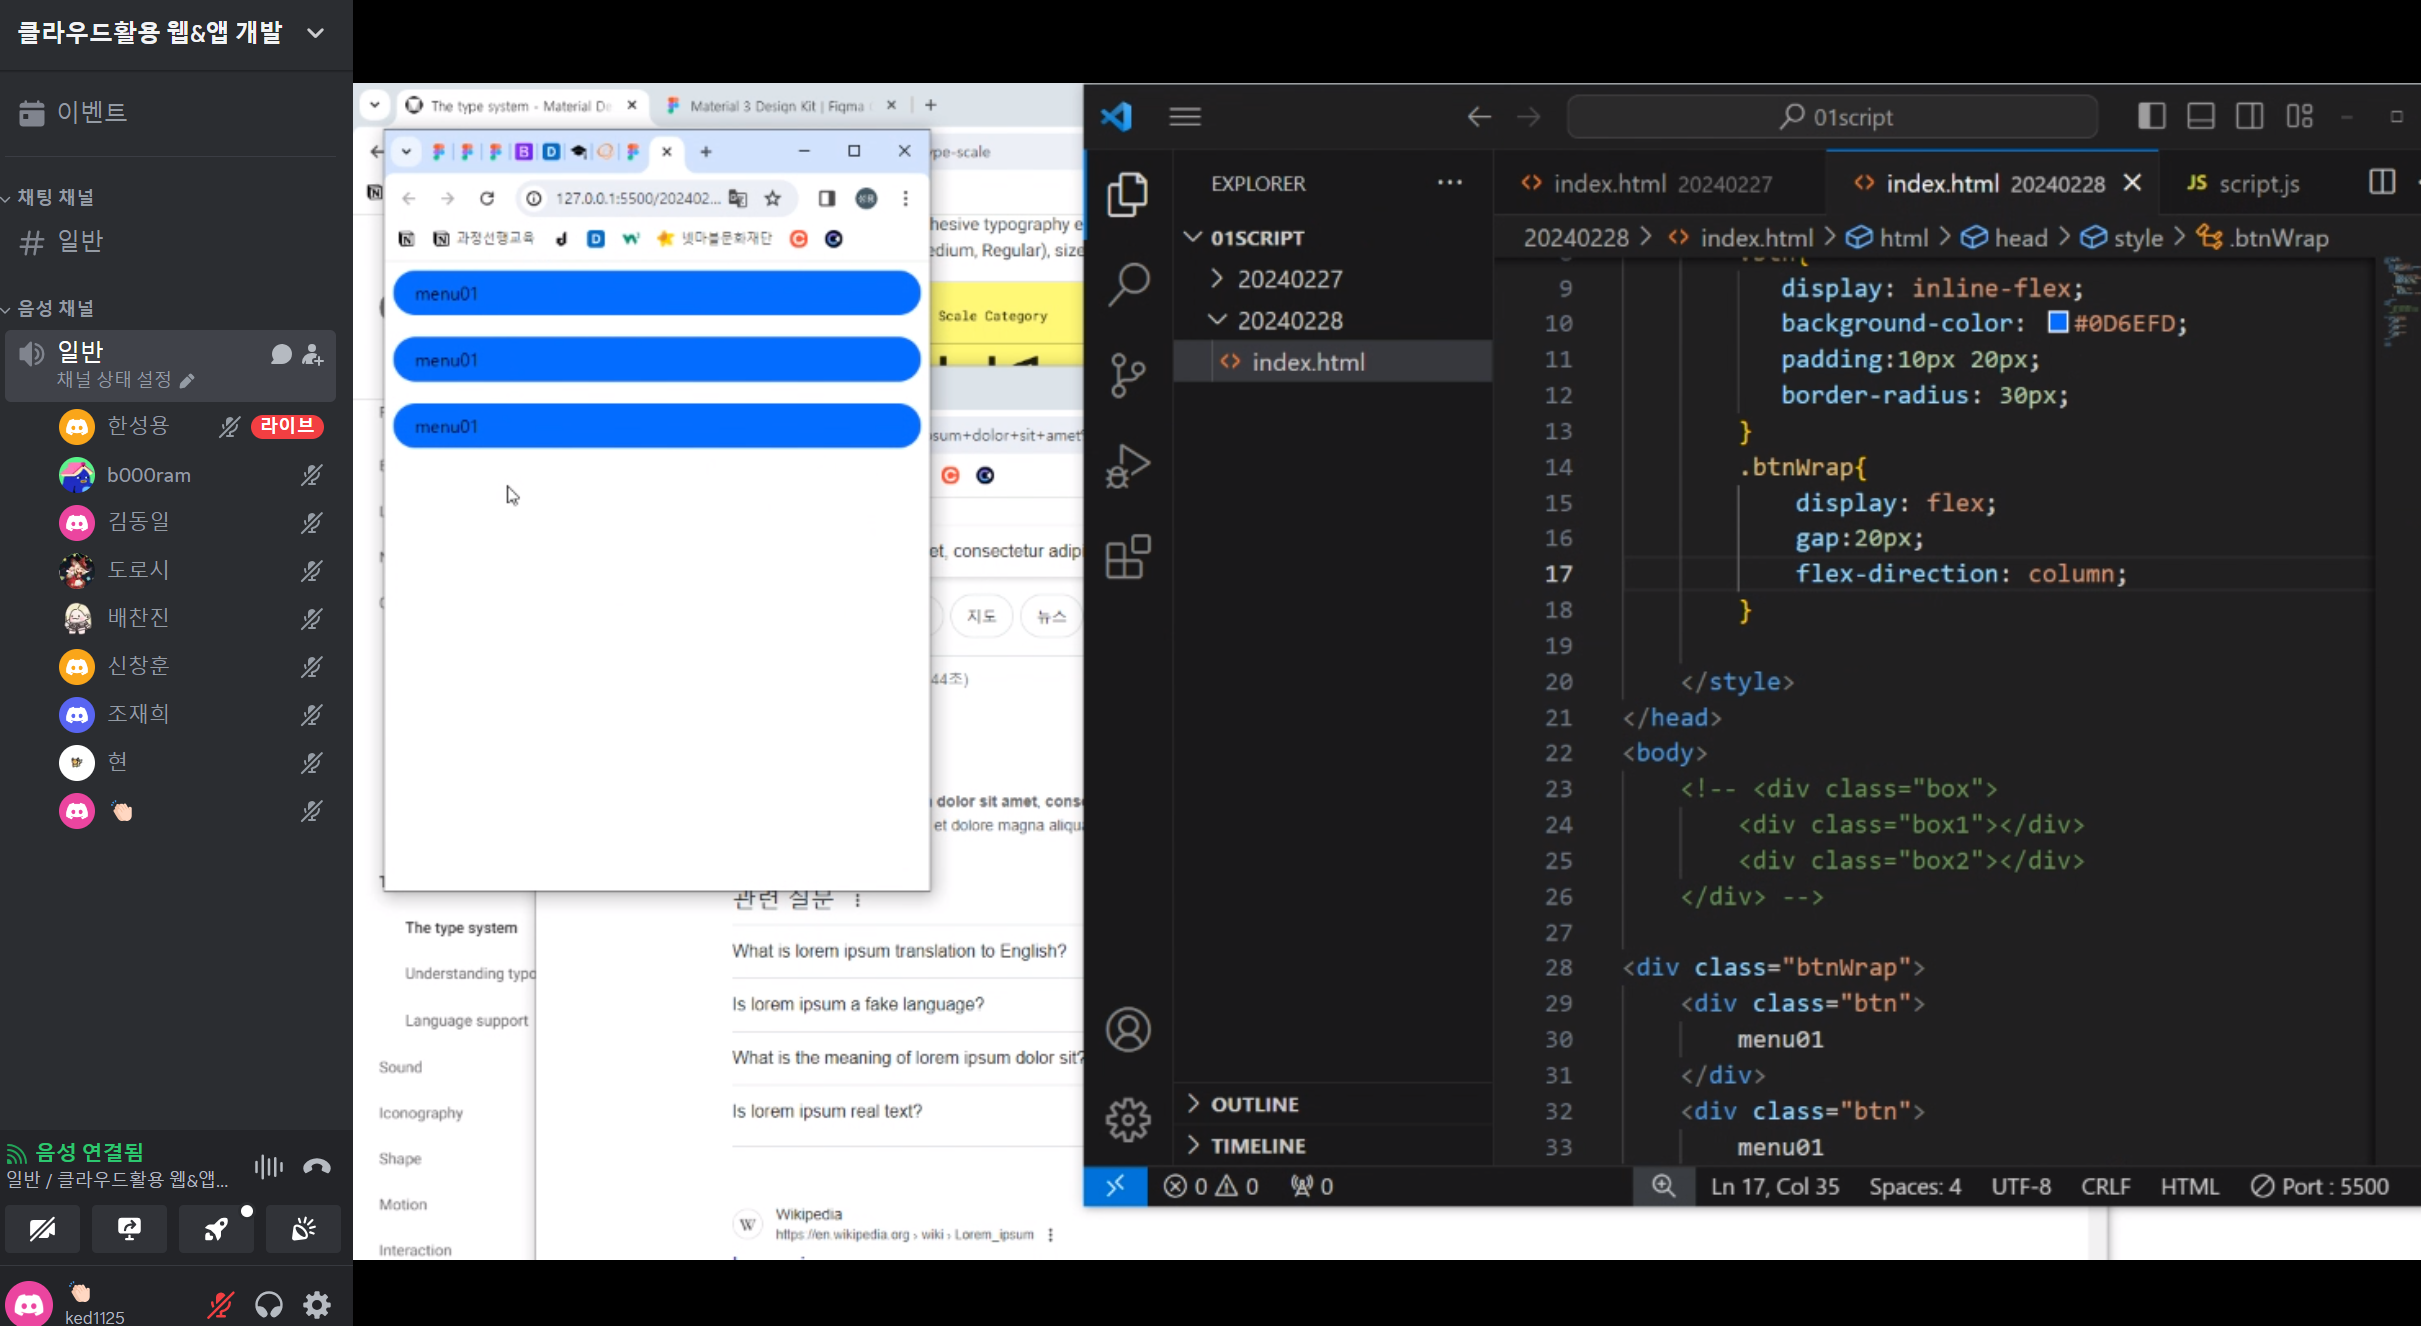 클라우드활용 웹&앱 개발
이벤트
채팅 채널
일반
음성 채널
일반
채널 상태 설정
한성용
라이브
b000ram
김동일
도로시
배찬진
신창훈
조재희
현
음성 연결됨
일반 / 클라우드활용 웹&앱...
ked1125
The type system - Material De
Material 3 Design Kit | Figma
127.0.0.1:5500/202402...
과정선행교육
넷마블문화재단
menu01
menu01
menu01
ype-scale
hesive typography e
edium, Regular), size
Scale Category
sum+dolor+sit+amet
et, consectetur adip
지도
뉴스
44초)
dolor sit amet, conse
et dolore magna aliqu
관련 질문
What is lorem ipsum translation to English?
Is lorem ipsum a fake language?
What is the meaning of lorem ipsum dolor sit?
Is lorem ipsum real text?
Wikipedia
https://en.wikipedia.org › wiki › Lorem_ipsum
The type system
Understanding typo
Language support
Sound
Iconography
Shape
Motion
Interaction
01script
EXPLORER
01SCRIPT
20240227
20240228
index.html
OUTLINE
TIMELINE
index.html 20240227
index.html 20240228
JS script.js
20240228 > index.html > html > head > style > .btnWrap
.btn{
9 display: inline-flex;
10 background-color: #0D6EFD;
11 padding:10px 20px;
12 border-radius: 30px;
13 }
14 .btnWrap{
15 display: flex;
16 gap:20px;
17 flex-direction: column;
18 }
19
20 </style>
21 </head>
22 <body>
23 <!-- <div class="box">
24 <div class="box1"></div>
25 <div class="box2"></div>
26 </div> -->
27
28 <div class="btnWrap">
29 <div class="btn">
30 menu01
31 </div>
32 <div class="btn">
33 menu01
0 0 0
Ln 17, Col 35
Spaces: 4
UTF-8
CRLF
HTML
Port : 5500